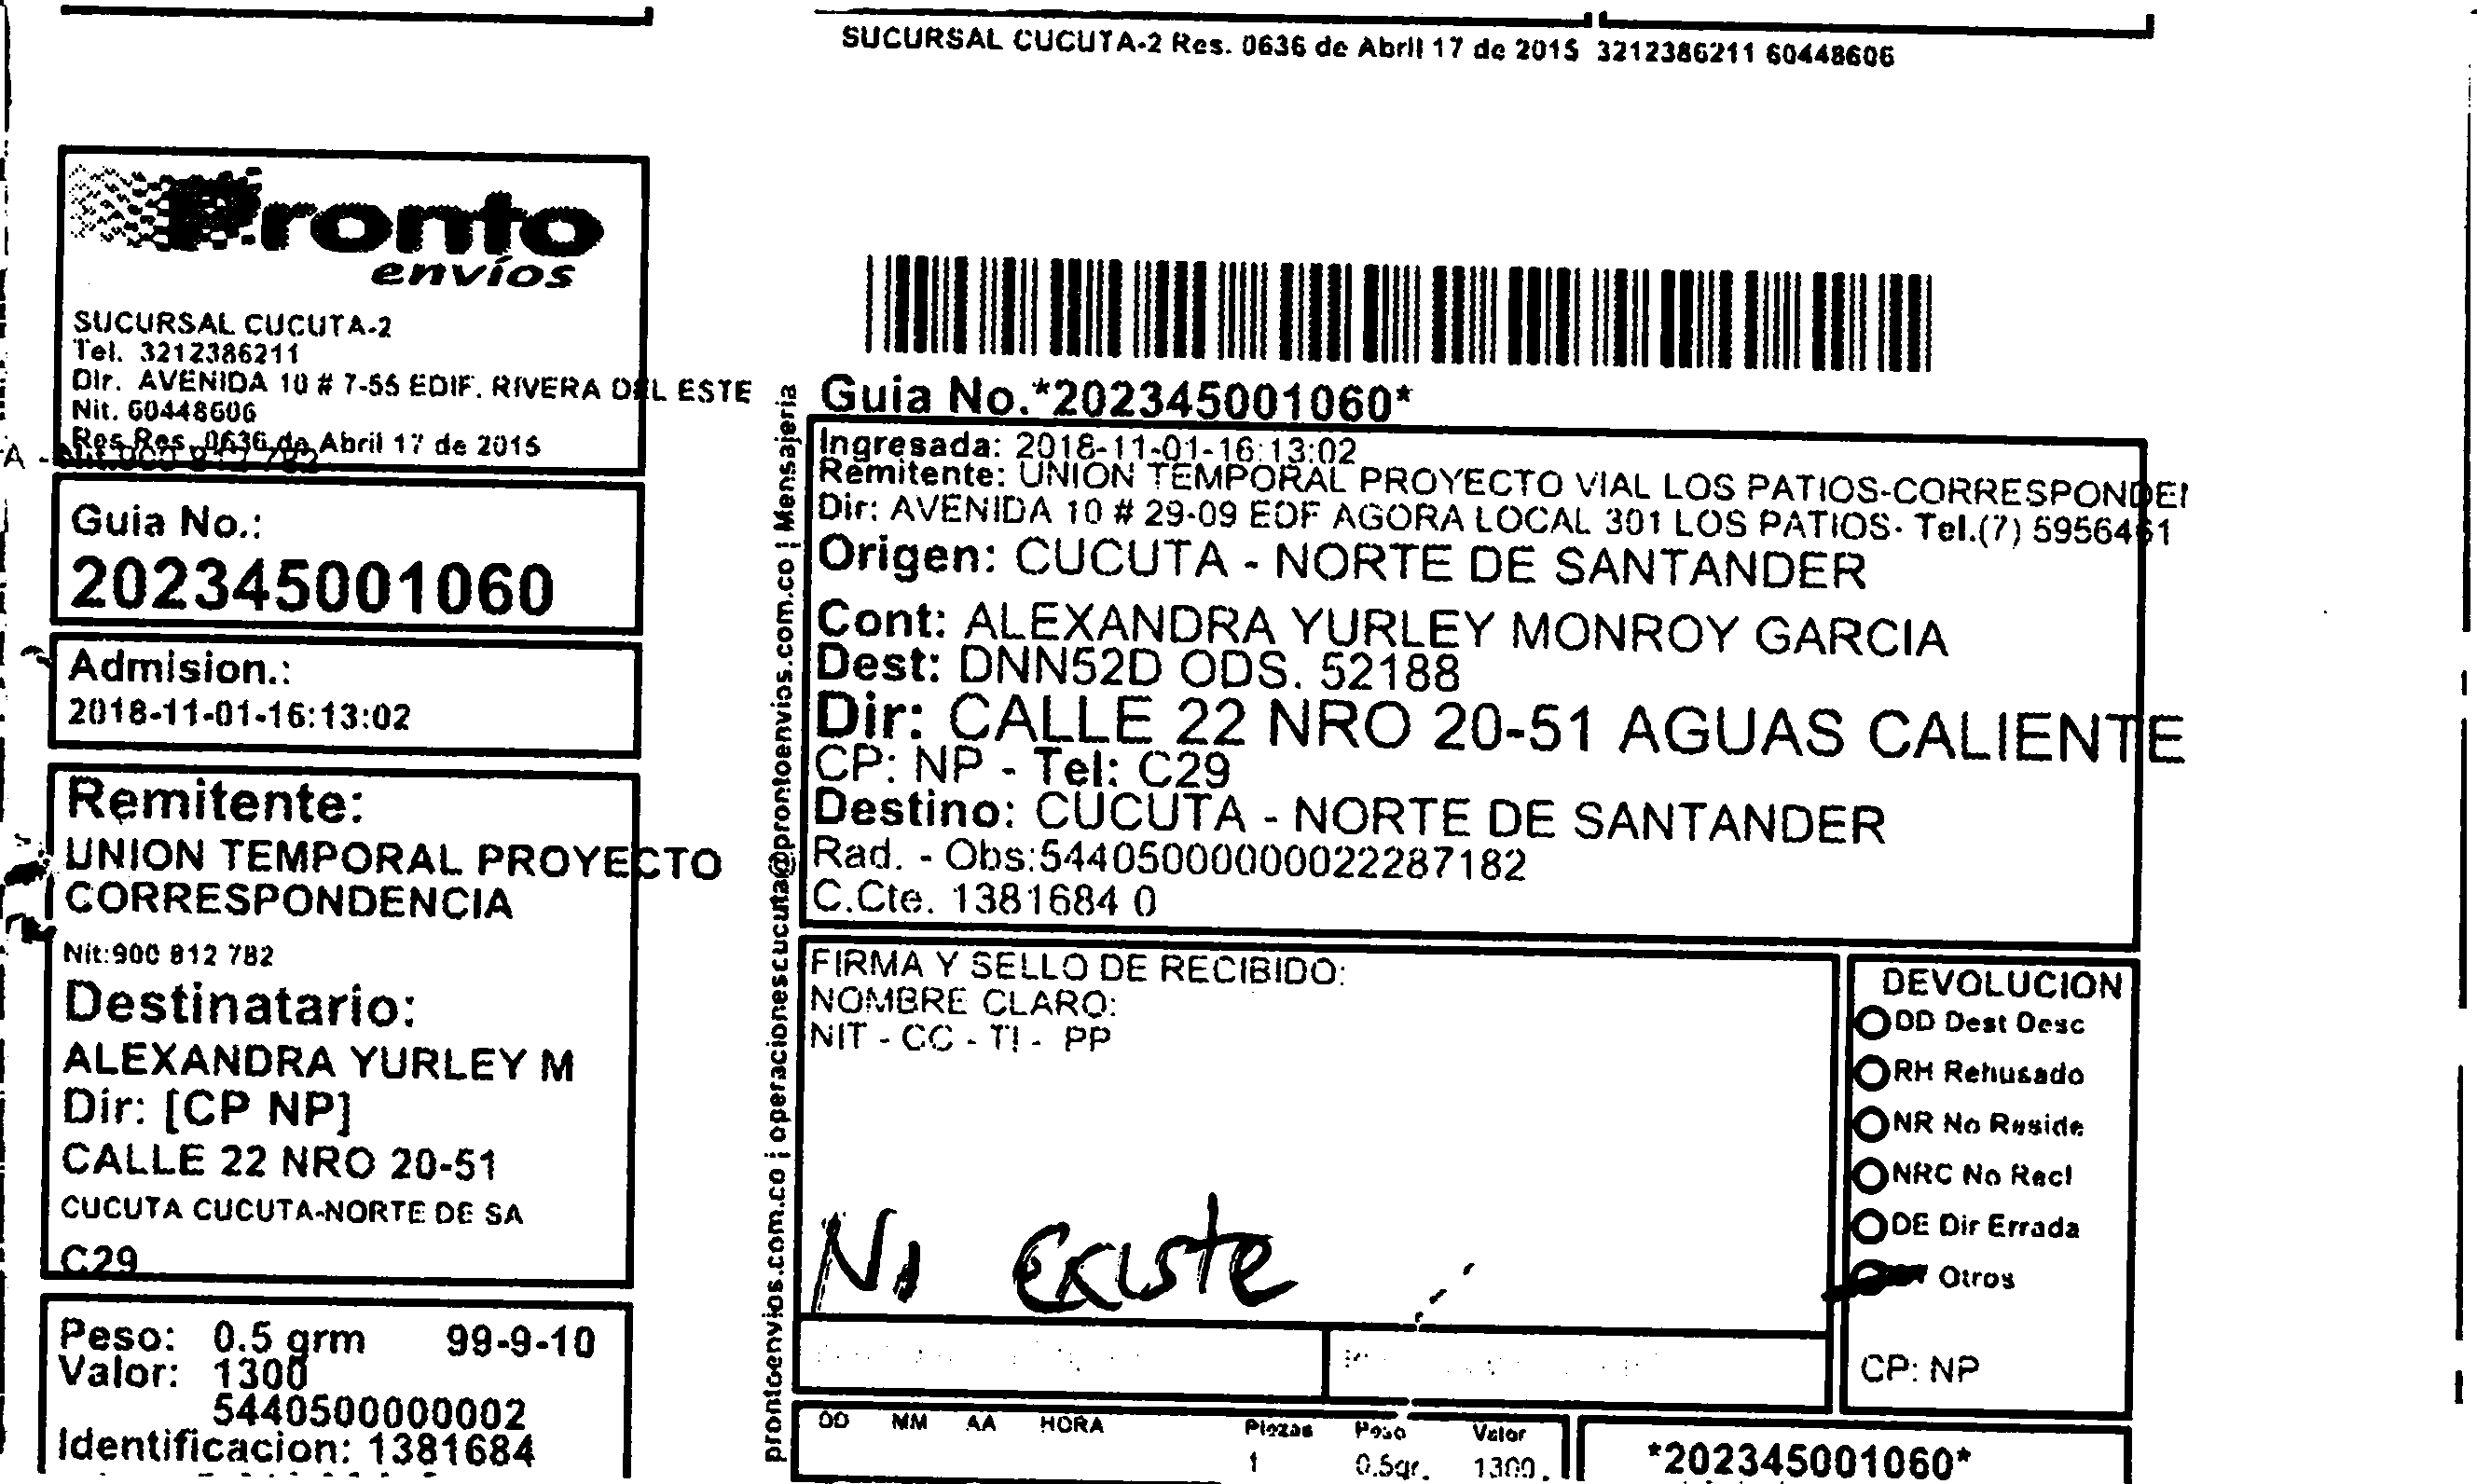 SUCURSAL CUCUTA-2 Res. 0636 de Abril 17 de 2015 3212386211 60448606
Pronto
envíos
SUCURSAL CUCUTA-2
Tel. 3212386211
Dir. AVENIDA 10 # 7-55 EDIF. RIVERA DEL ESTE
Nit. 60448606
Res Res. 0636 de Abril 17 de 2015
Guia No.:
202345001060
Admision.:
2018-11-01-16:13:02
Remitente:
UNION TEMPORAL PROYECTO
CORRESPONDENCIA
Nit:900 812 782
Destinatario:
ALEXANDRA YURLEY M
Dir: [CP NP]
CALLE 22 NRO 20-51
CUCUTA CUCUTA-NORTE DE SA
C29
Peso: 0.5 grm 99-9-10
Valor: 1300
5440500000002
Identificacion: 1381684
prontoenvios.com.co | operacionescucuta@prontoenvios.com.co | Mensajeria
Guia No.*202345001060*
Ingresada: 2018-11-01-16:13:02
Remitente: UNION TEMPORAL PROYECTO VIAL LOS PATIOS-CORRESPONDE
Dir: AVENIDA 10 # 29-09 EDF AGORA LOCAL 301 LOS PATIOS- Tel.(7) 5956461
Origen: CUCUTA - NORTE DE SANTANDER
Cont: ALEXANDRA YURLEY MONROY GARCIA
Dest: DNN52D ODS. 52188
Dir: CALLE 22 NRO 20-51 AGUAS CALIENTE
CP: NP - Tel: C29
Destino: CUCUTA - NORTE DE SANTANDER
Rad. - Obs:544050000000022287182
C.Cte. 1381684 0
FIRMA Y SELLO DE RECIBIDO:
NOMBRE CLARO:
NIT - CC - TI - PP
No existe
DEVOLUCION
DD Dest Desc
RH Rehusado
NR No Reside
NRC No Recl
DE Dir Errada
Otros
CP: NP
DD MM AA HORA
Piezas Peso Valor
1 0.5gr. 1300.
*202345001060*